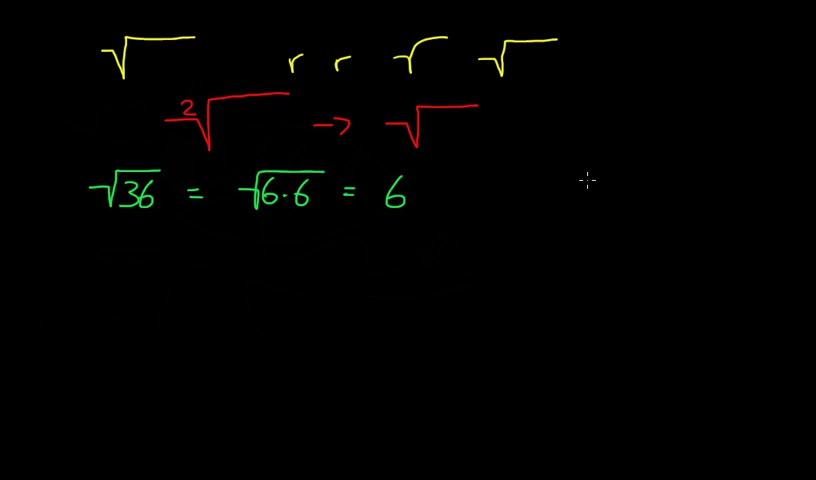 √ r r √ √
²√ → √
√36 = √6·6 = 6